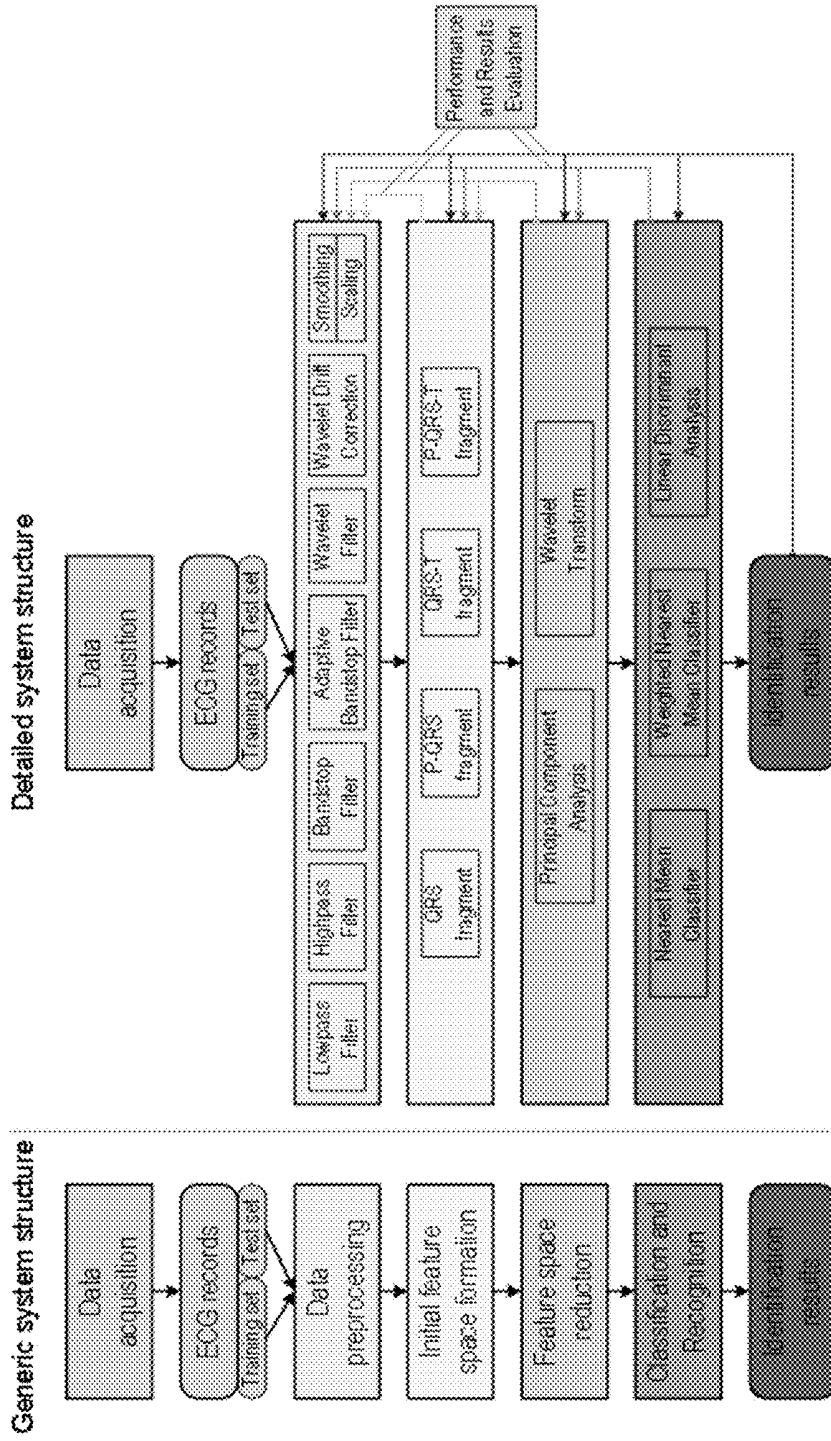 Generic system structure
Data
acquisition
ECG records
Training set
Test set
Data
preprocessing
Initial feature
space formation
Feature space
reduction
Classification and
Recognition
Identification
results
Detailed system structure
Data
acquisition
ECG records
Training set
Test set
Lowpass
Filter
Highpass
Filter
Bandstop
Filter
Adaptive
Bandstop Filter
Wavelet
Filter
Wavelet Drift
Correction
Smoothing
Scaling
QRS
fragment
P-QRS
fragment
QRS-T
fragment
P-QRS-T
fragment
Principal Component
Analysis
Wavelet
Transform
Nearest Mean
Classifier
Weighted Nearest
Mean Classifier
Linear Discriminant
Analysis
Identification
results
Performance
and Results
Evaluation